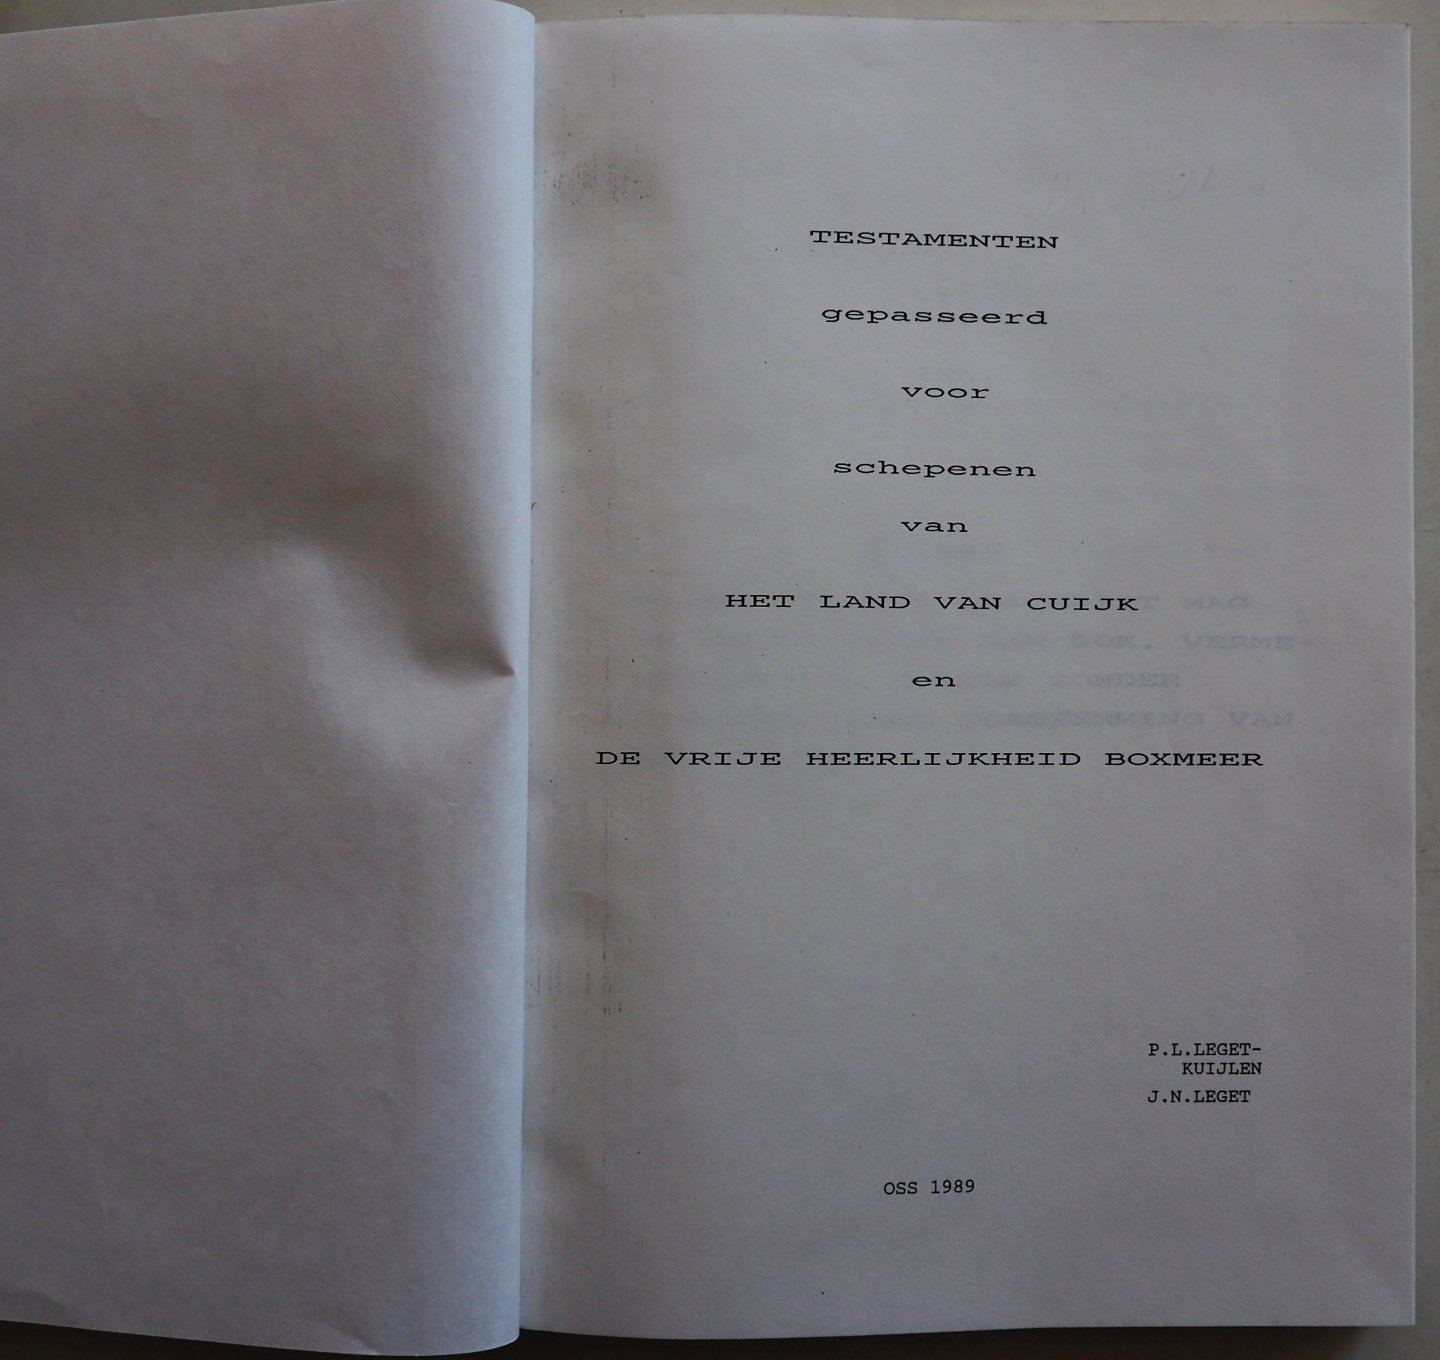 TESTAMENTEN
gepasseerd
voor
schepenen
van
HET LAND VAN CUIJK
en
DE VRIJE HEERLIJKHEID BOXMEER
P.L.LEGET-
KUIJLEN
J.N.LEGET
OSS 1989